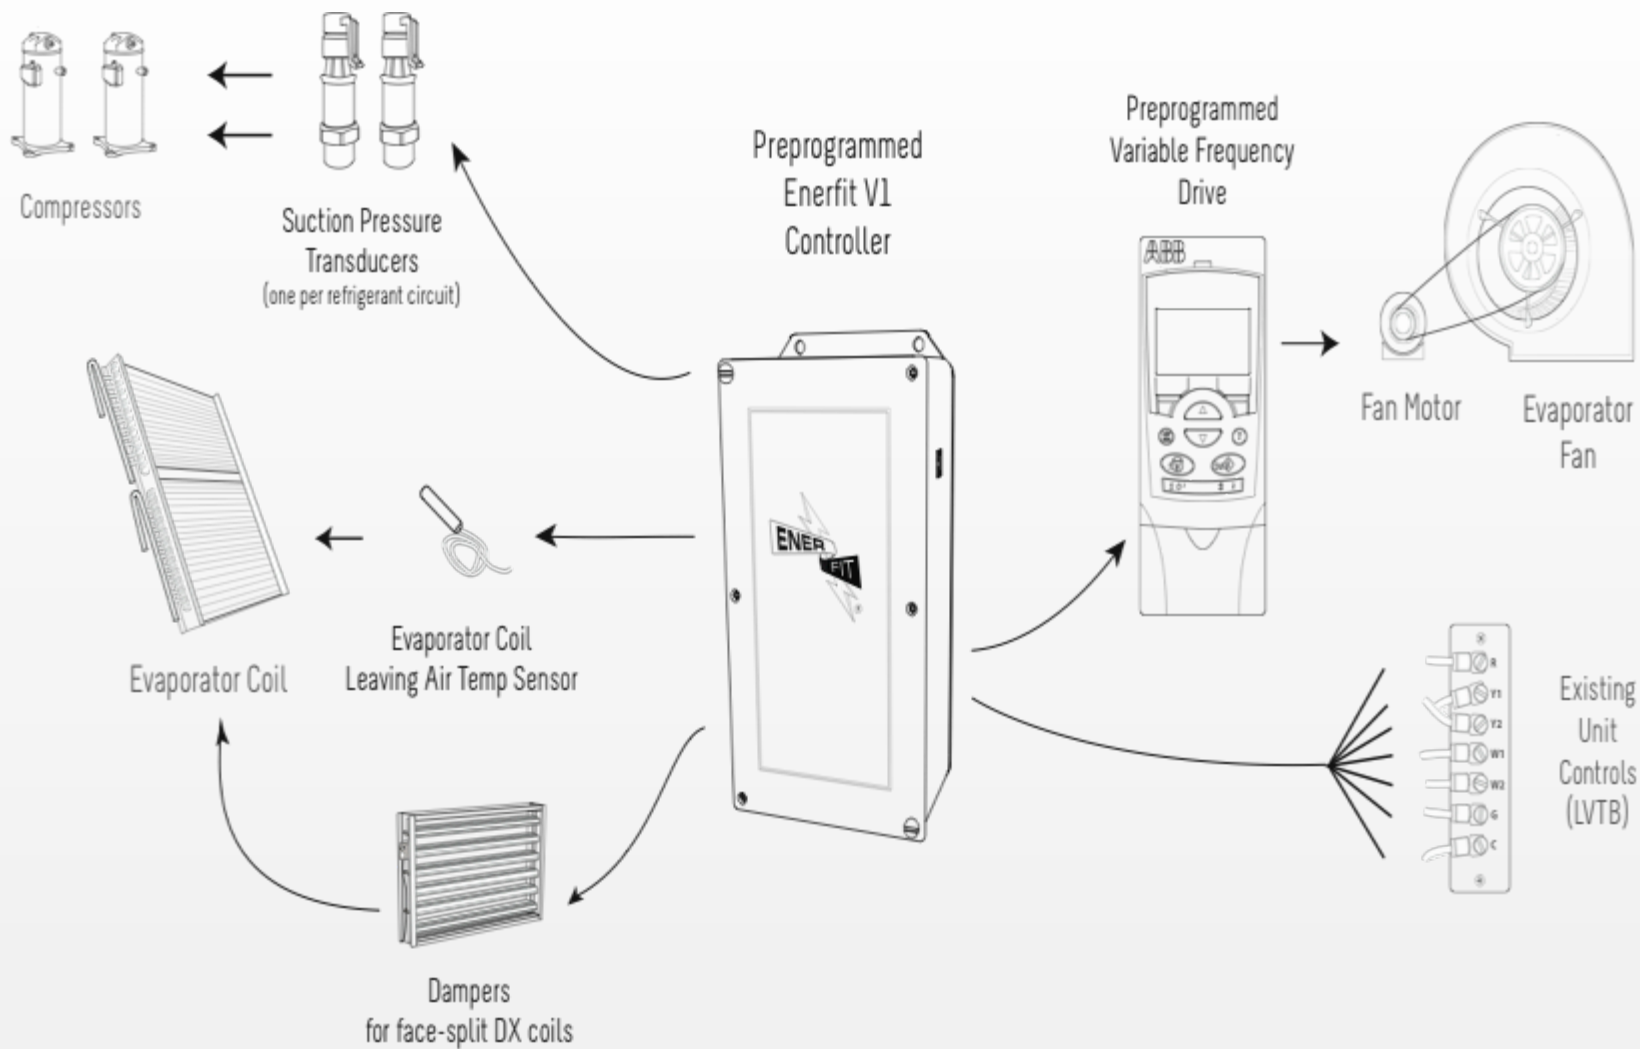 Compressors
Suction Pressure
Transducers
(one per refrigerant circuit)
Preprogrammed
Enerfit V1
Controller
Preprogrammed
Variable Frequency
Drive
ABB
Fan Motor
Evaporator
Fan
ENER
FIT
®
Evaporator Coil
Evaporator Coil
Leaving Air Temp Sensor
R
Y1
Y2
W1
W2
G
C
Existing
Unit
Controls
(LVTB)
Dampers
for face-split DX coils